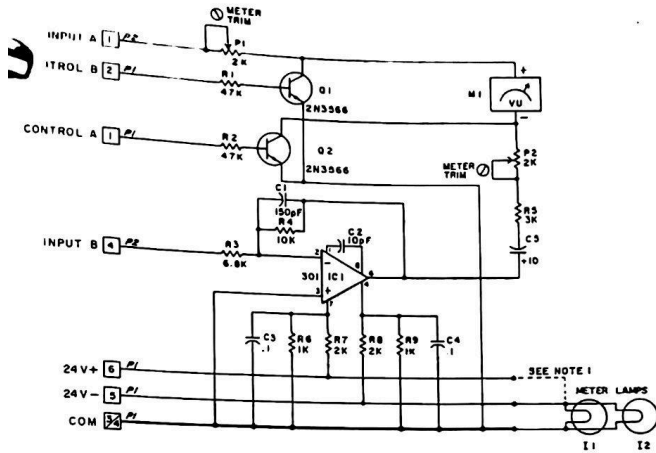 METER
TRIM
INPUT A 1 P2
P1
2K
+
ITROL B 2 P1
R1
47K
Q1
2N3566
M1
VU
-
CONTROL A 1 P1
R2
47K
Q2
2N3566
METER
TRIM
P2
2K
C1
150pF
R4
10K
R5
3K
C2
10pF
INPUT B 4 P2
R3
6.8K
2
1
8
-
301 IC1
6
3
+
7
4
C5
+10
C3
.1
R6
1K
R7
2K
R8
2K
R9
1K
C4
.1
24V+ 6 P1
SEE NOTE 1
24V- 5 P1
METER LAMPS
COM 3/4 P1
I1
I2